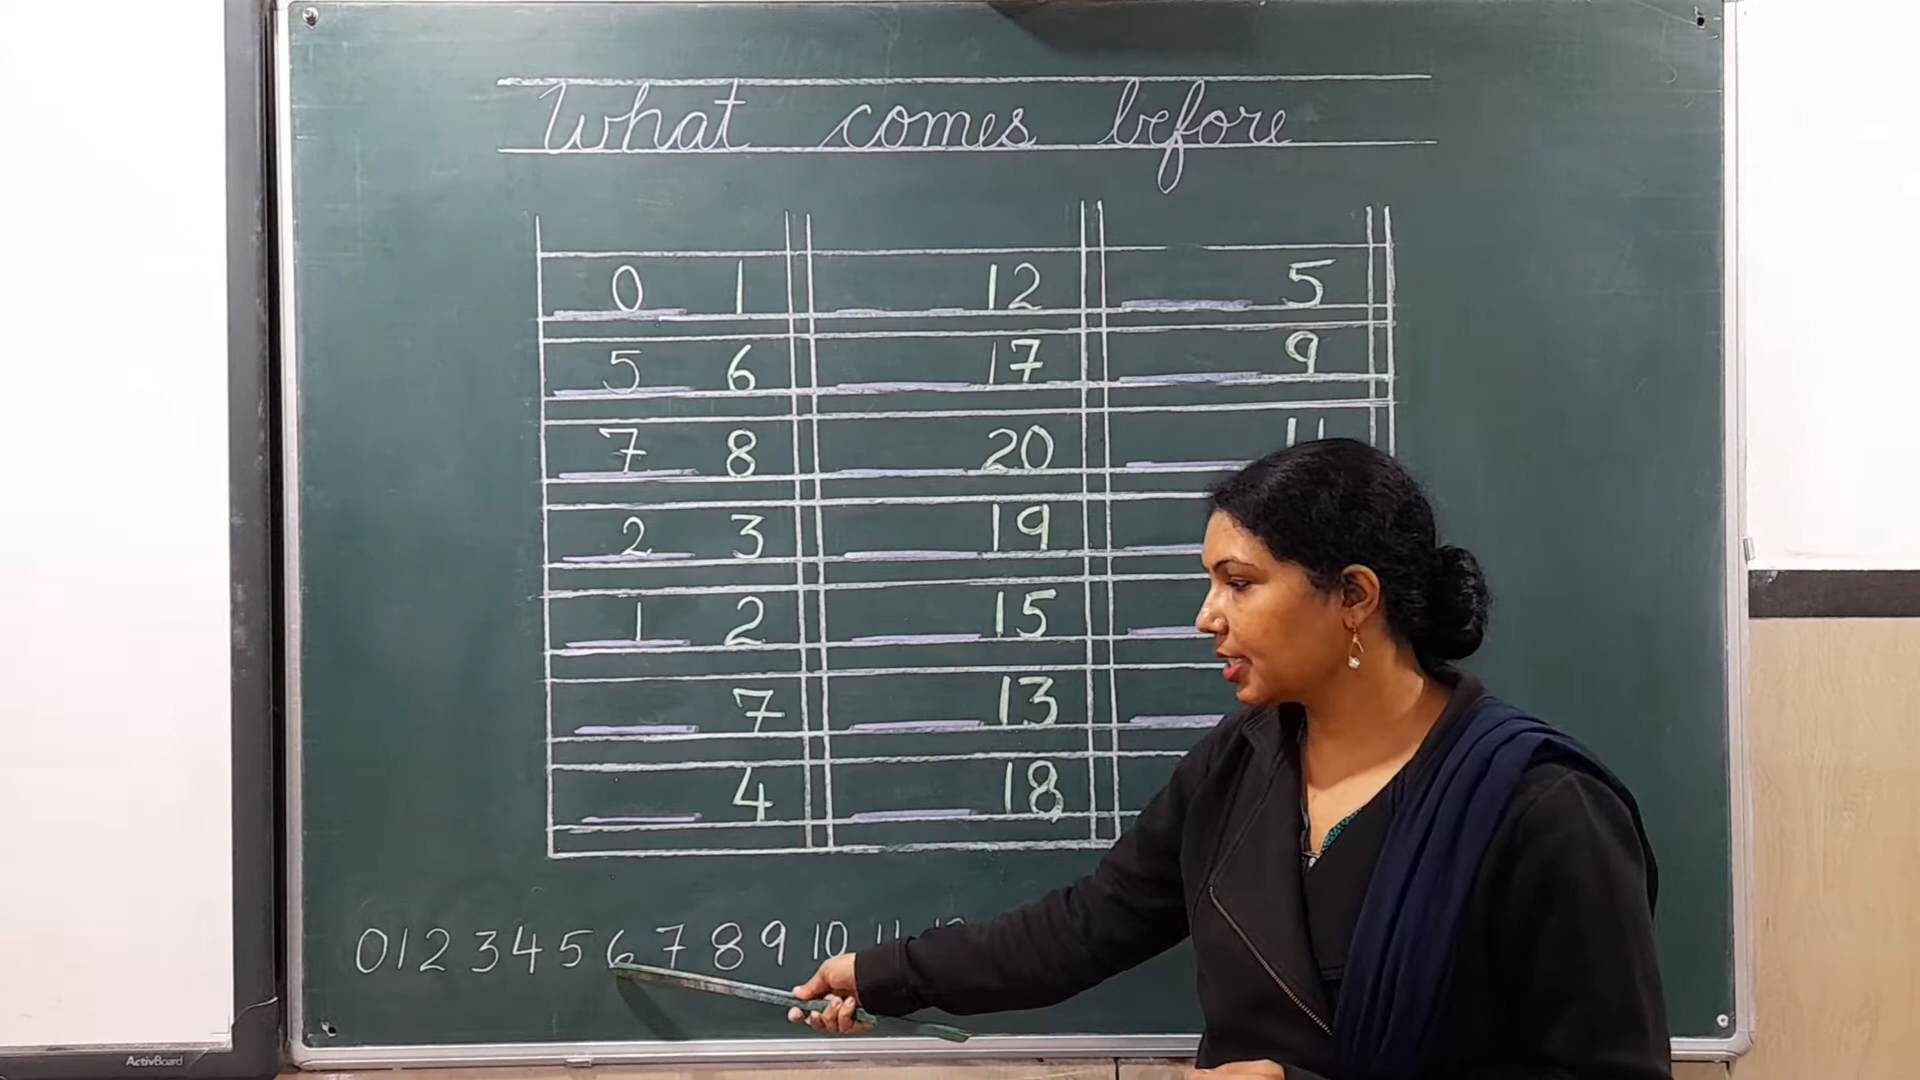 What comes before
0 1 12 5
5 6 17 9
7 8 20 11
2 3 19
1 2 15
7 13
4 18
0 1 2 3 4 5 6 7 8 9 10 11
ActivBoard